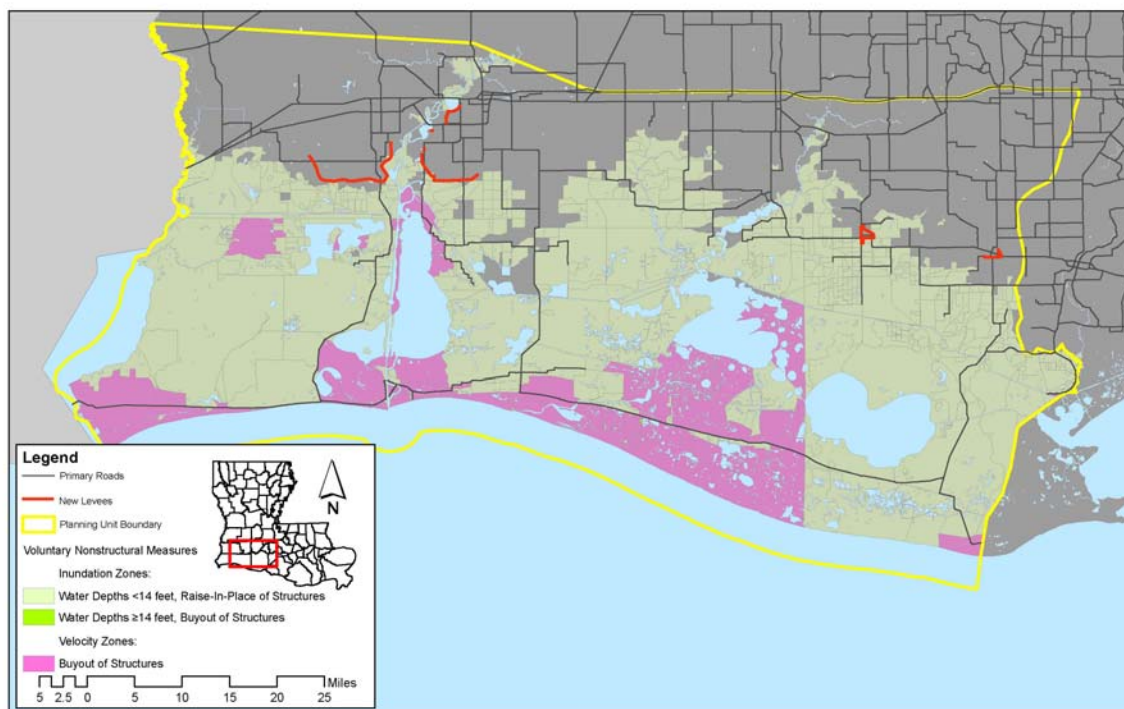 Legend
Primary Roads
New Levees
Planning Unit Boundary
N
Voluntary Nonstructural Measures
Inundation Zones:
Water Depths <14 feet, Raise-In-Place of Structures
Water Depths ≥14 feet, Buyout of Structures
Velocity Zones:
Buyout of Structures
Miles
5 2.5 0 5 10 15 20 25